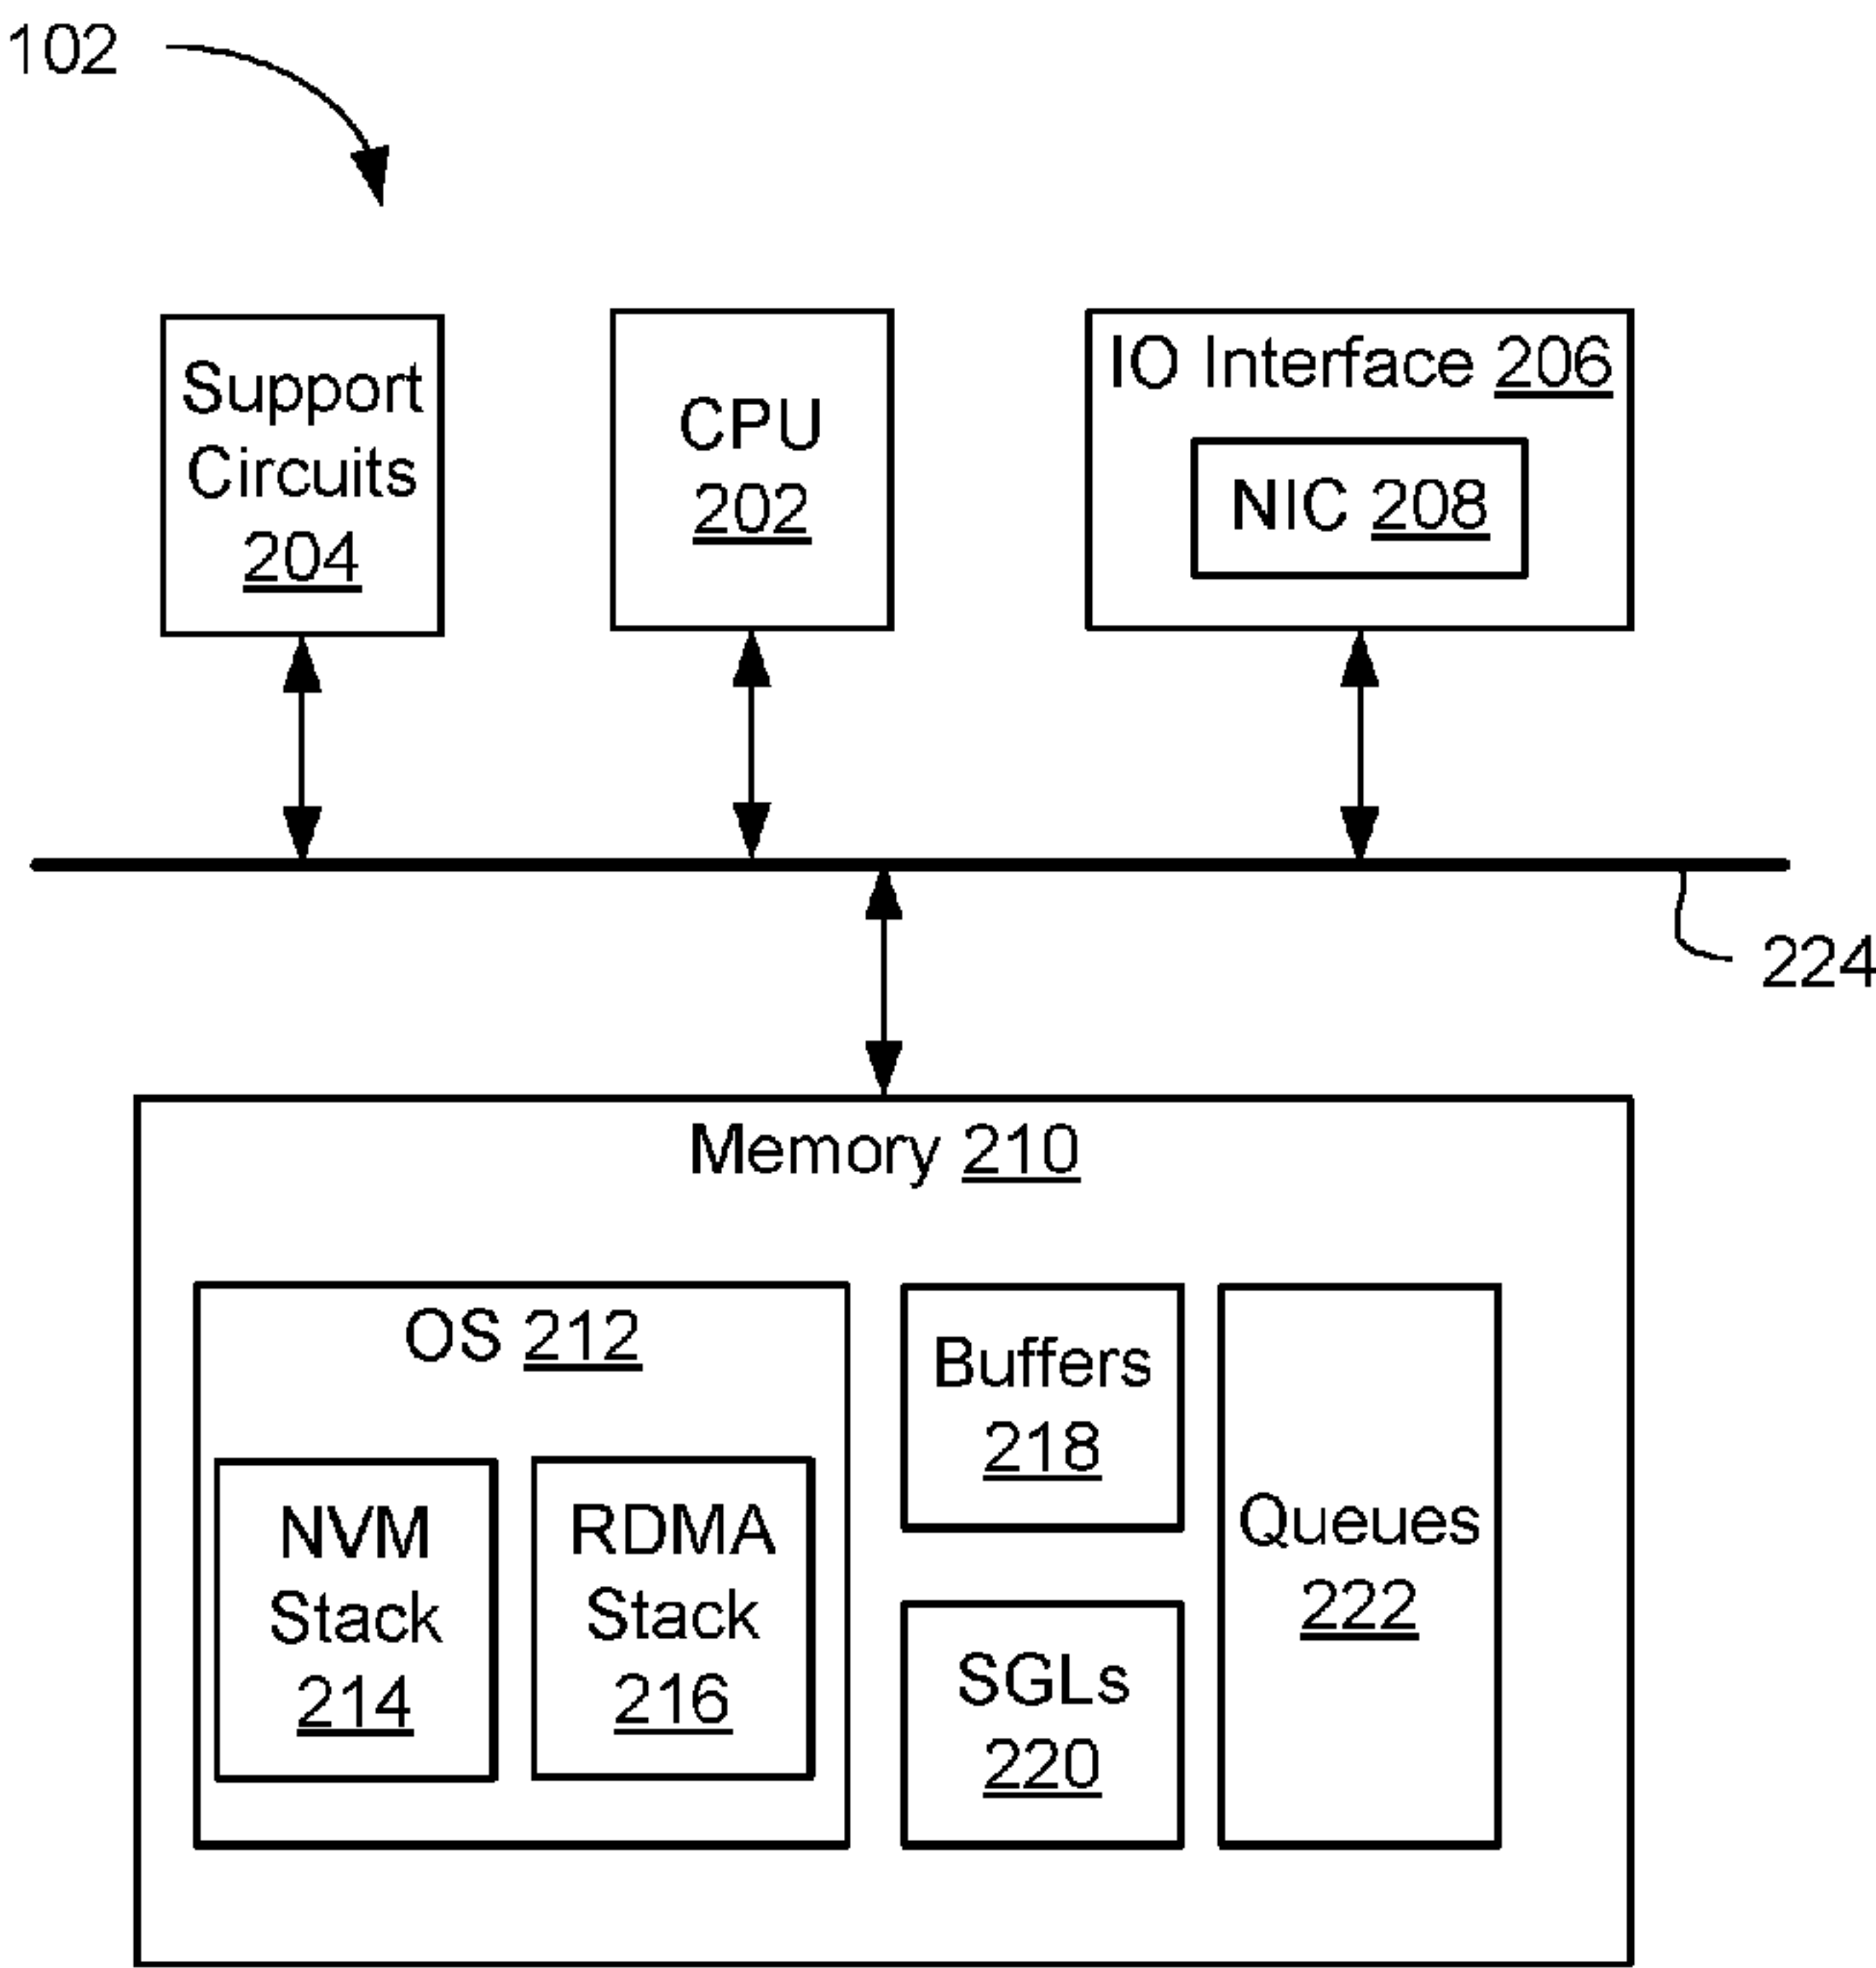 102
Support
Circuits
204
CPU
202
IO Interface 206
NIC 208
224
Memory 210
OS 212
NVM
Stack
214
RDMA
Stack
216
Buffers
218
SGLs
220
Queues
222